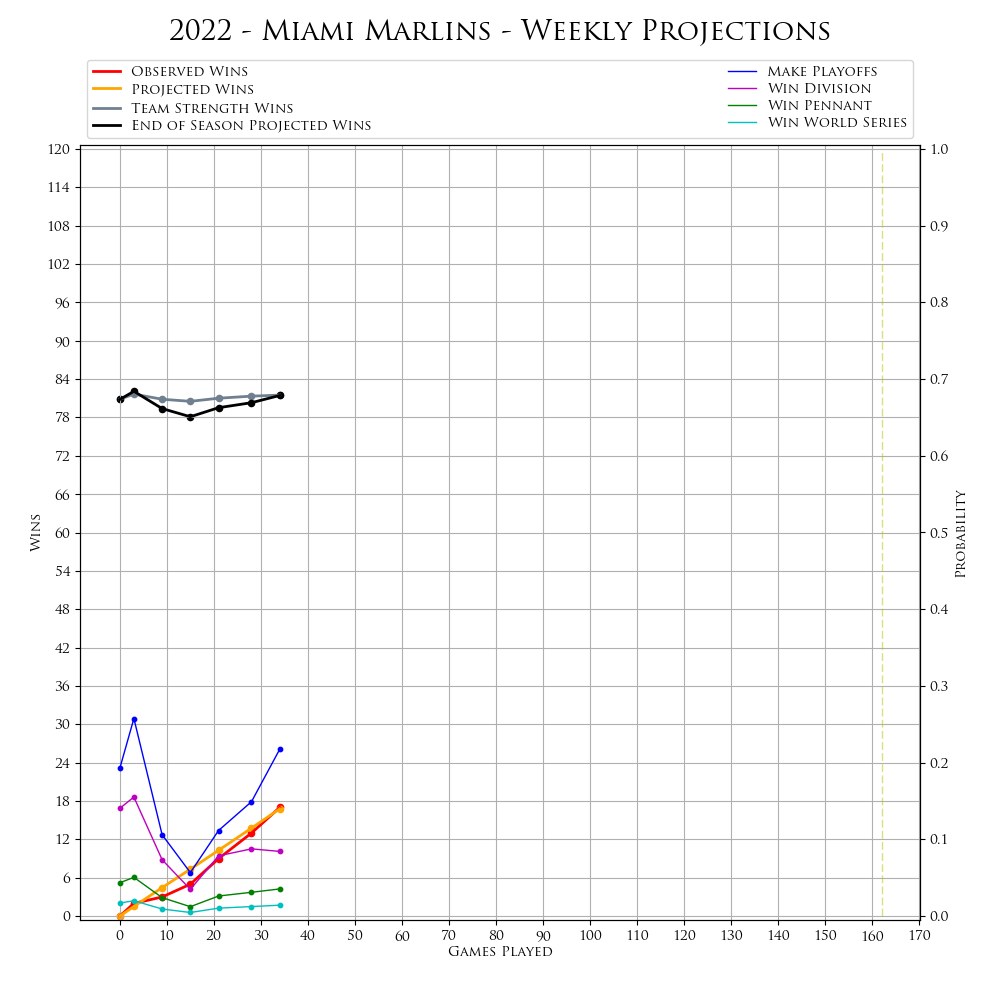 2022 - Miami Marlins - Weekly Projections
Observed Wins
Projected Wins
Team Strength Wins
End of Season Projected Wins
Make Playoffs
Win Division
Win Pennant
Win World Series
120
114
108
102
96
90
84
78
72
66
60
54
48
42
36
30
24
18
12
6
0
Wins
1.0
0.9
0.8
0.7
0.6
0.5
0.4
0.3
0.2
0.1
0.0
Probability
0 10 20 30 40 50 60 70 80 90 100 110 120 130 140 150 160 170
Games Played